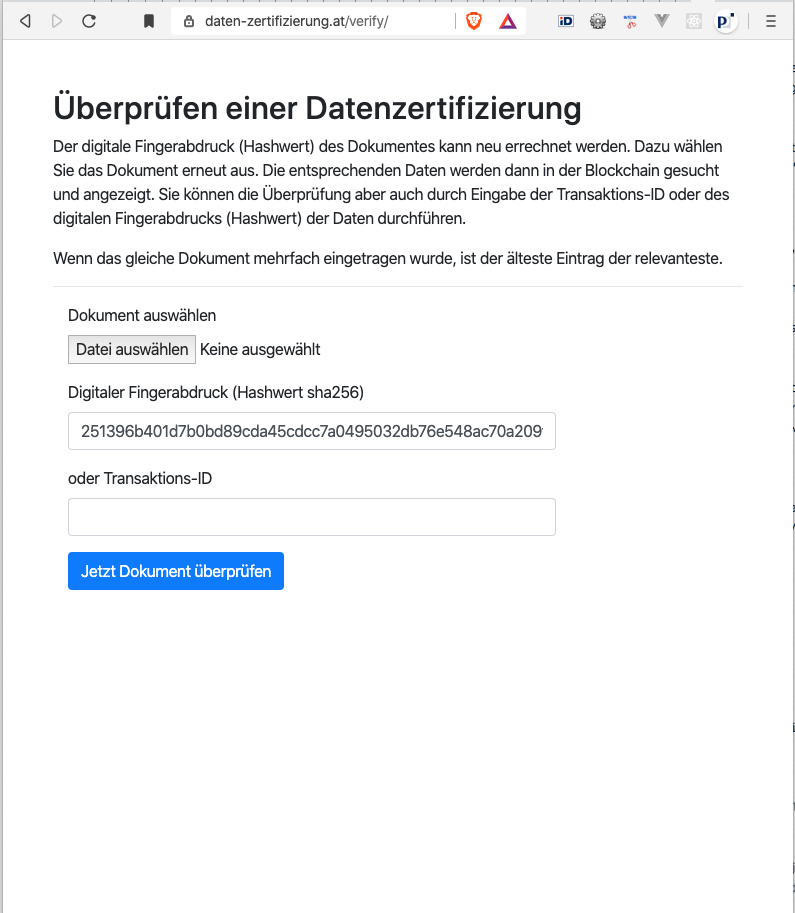 daten-zertifizierung.at/verify/
Überprüfen einer Datenzertifizierung
Der digitale Fingerabdruck (Hashwert) des Dokumentes kann neu errechnet werden. Dazu wählen
Sie das Dokument erneut aus. Die entsprechenden Daten werden dann in der Blockchain gesucht
und angezeigt. Sie können die Überprüfung aber auch durch Eingabe der Transaktions-ID oder des
digitalen Fingerabdrucks (Hashwert) der Daten durchführen.
Wenn das gleiche Dokument mehrfach eingetragen wurde, ist der älteste Eintrag der relevanteste.
Dokument auswählen
Datei auswählen Keine ausgewählt
Digitaler Fingerabdruck (Hashwert sha256)
251396b401d7b0bd89cda45cdcc7a0495032db76e548ac70a209
oder Transaktions-ID
Jetzt Dokument überprüfen